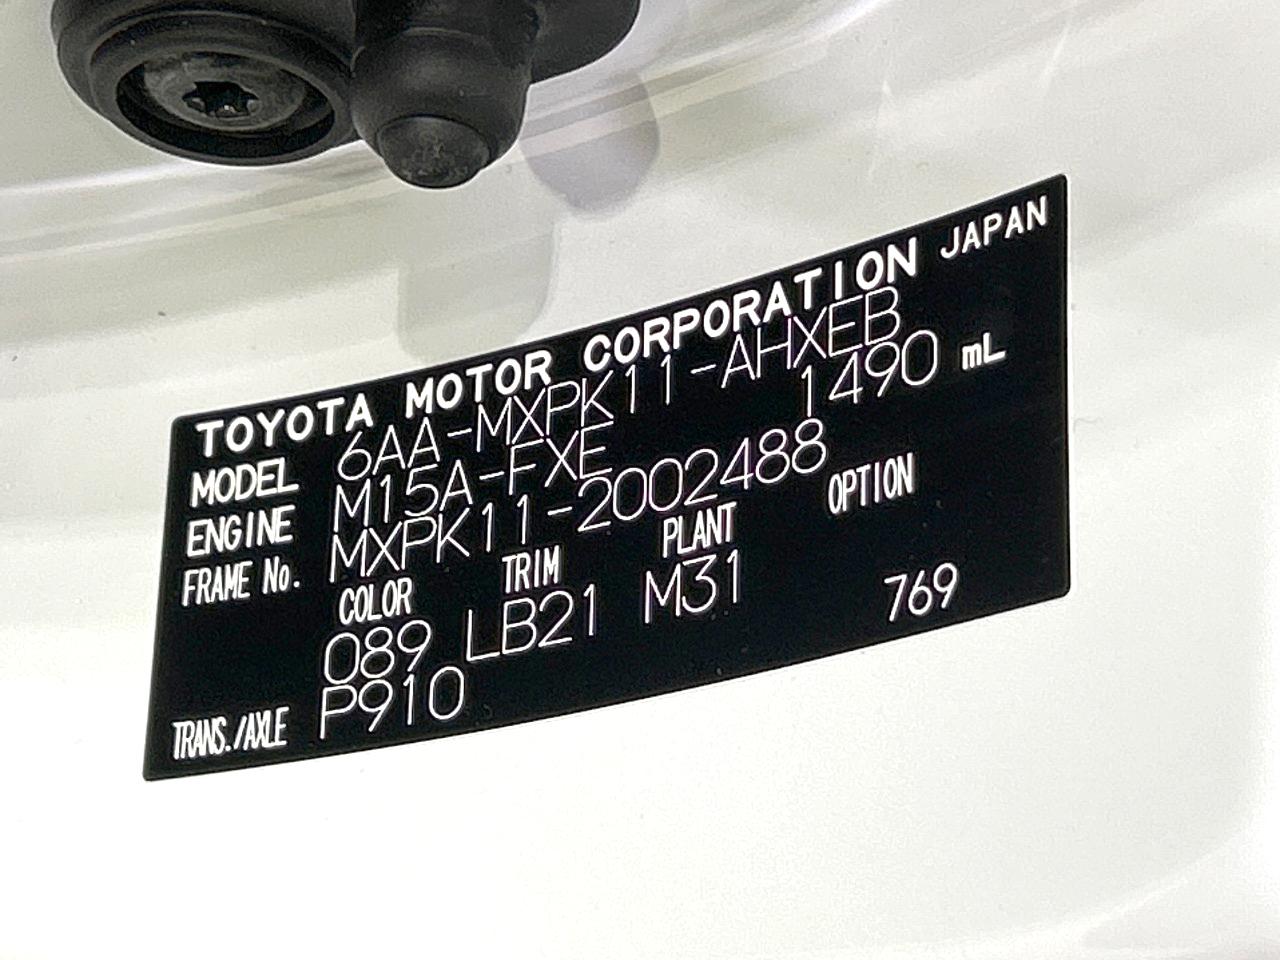 TOYOTA MOTOR CORPORATION JAPAN
MODEL 6AA-MXPK11-AHXEB
ENGINE M15A-FXE 1490 mL
FRAME No. MXPK11-2002488
COLOR TRIM PLANT OPTION
089 LB21 M31 769
TRANS./AXLE P910